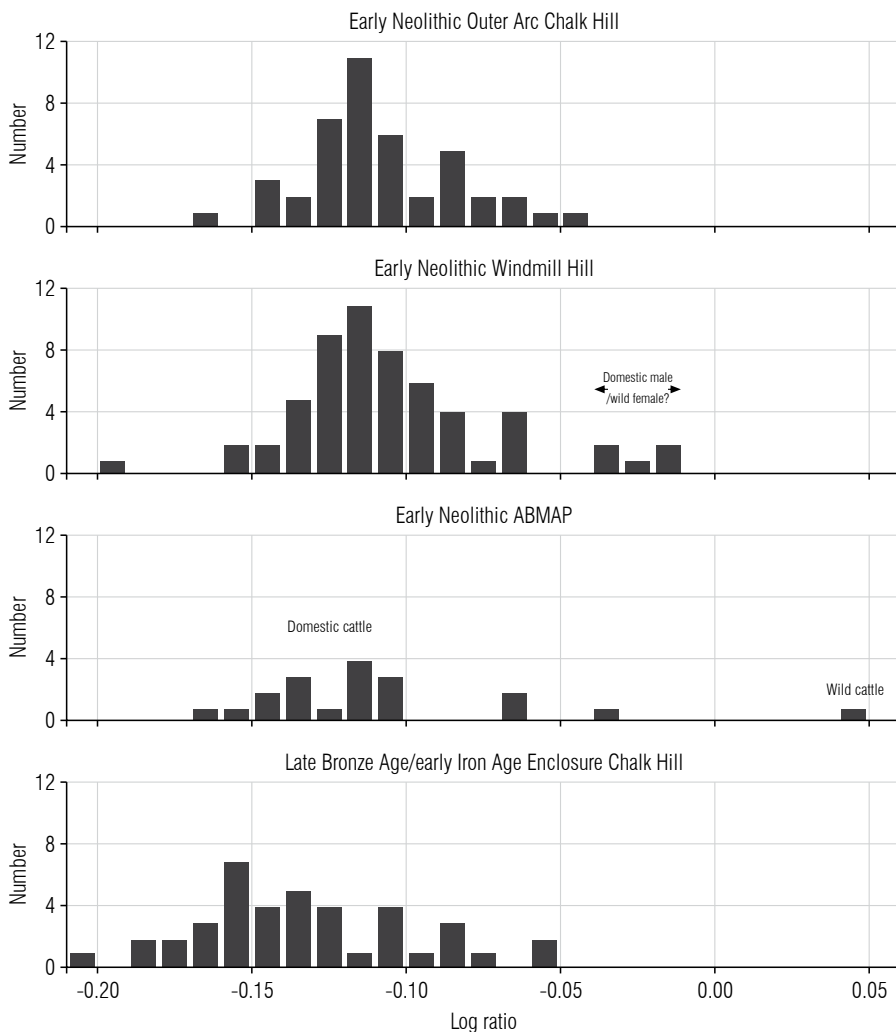 Early Neolithic Outer Arc Chalk Hill
12
8
4
0
Number
Early Neolithic Windmill Hill
12
8
4
0
Number
Domestic male
/wild female?
Early Neolithic ABMAP
12
8
4
0
Number
Domestic cattle
Wild cattle
Late Bronze Age/early Iron Age Enclosure Chalk Hill
12
8
4
0
Number
-0.20 -0.15 -0.10 -0.05 0.00 0.05
Log ratio